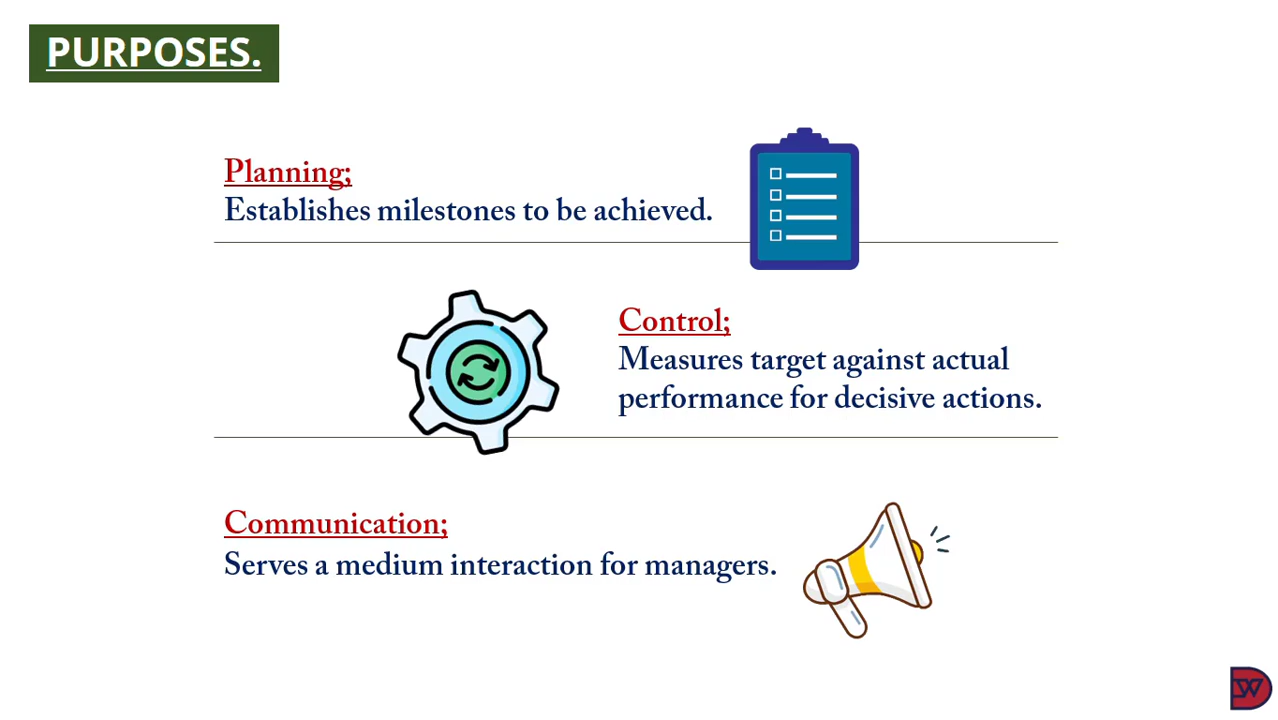 PURPOSES.
Planning;
Establishes milestones to be achieved.
Control;
Measures target against actual
performance for decisive actions.
Communication;
Serves a medium interaction for managers.
DW